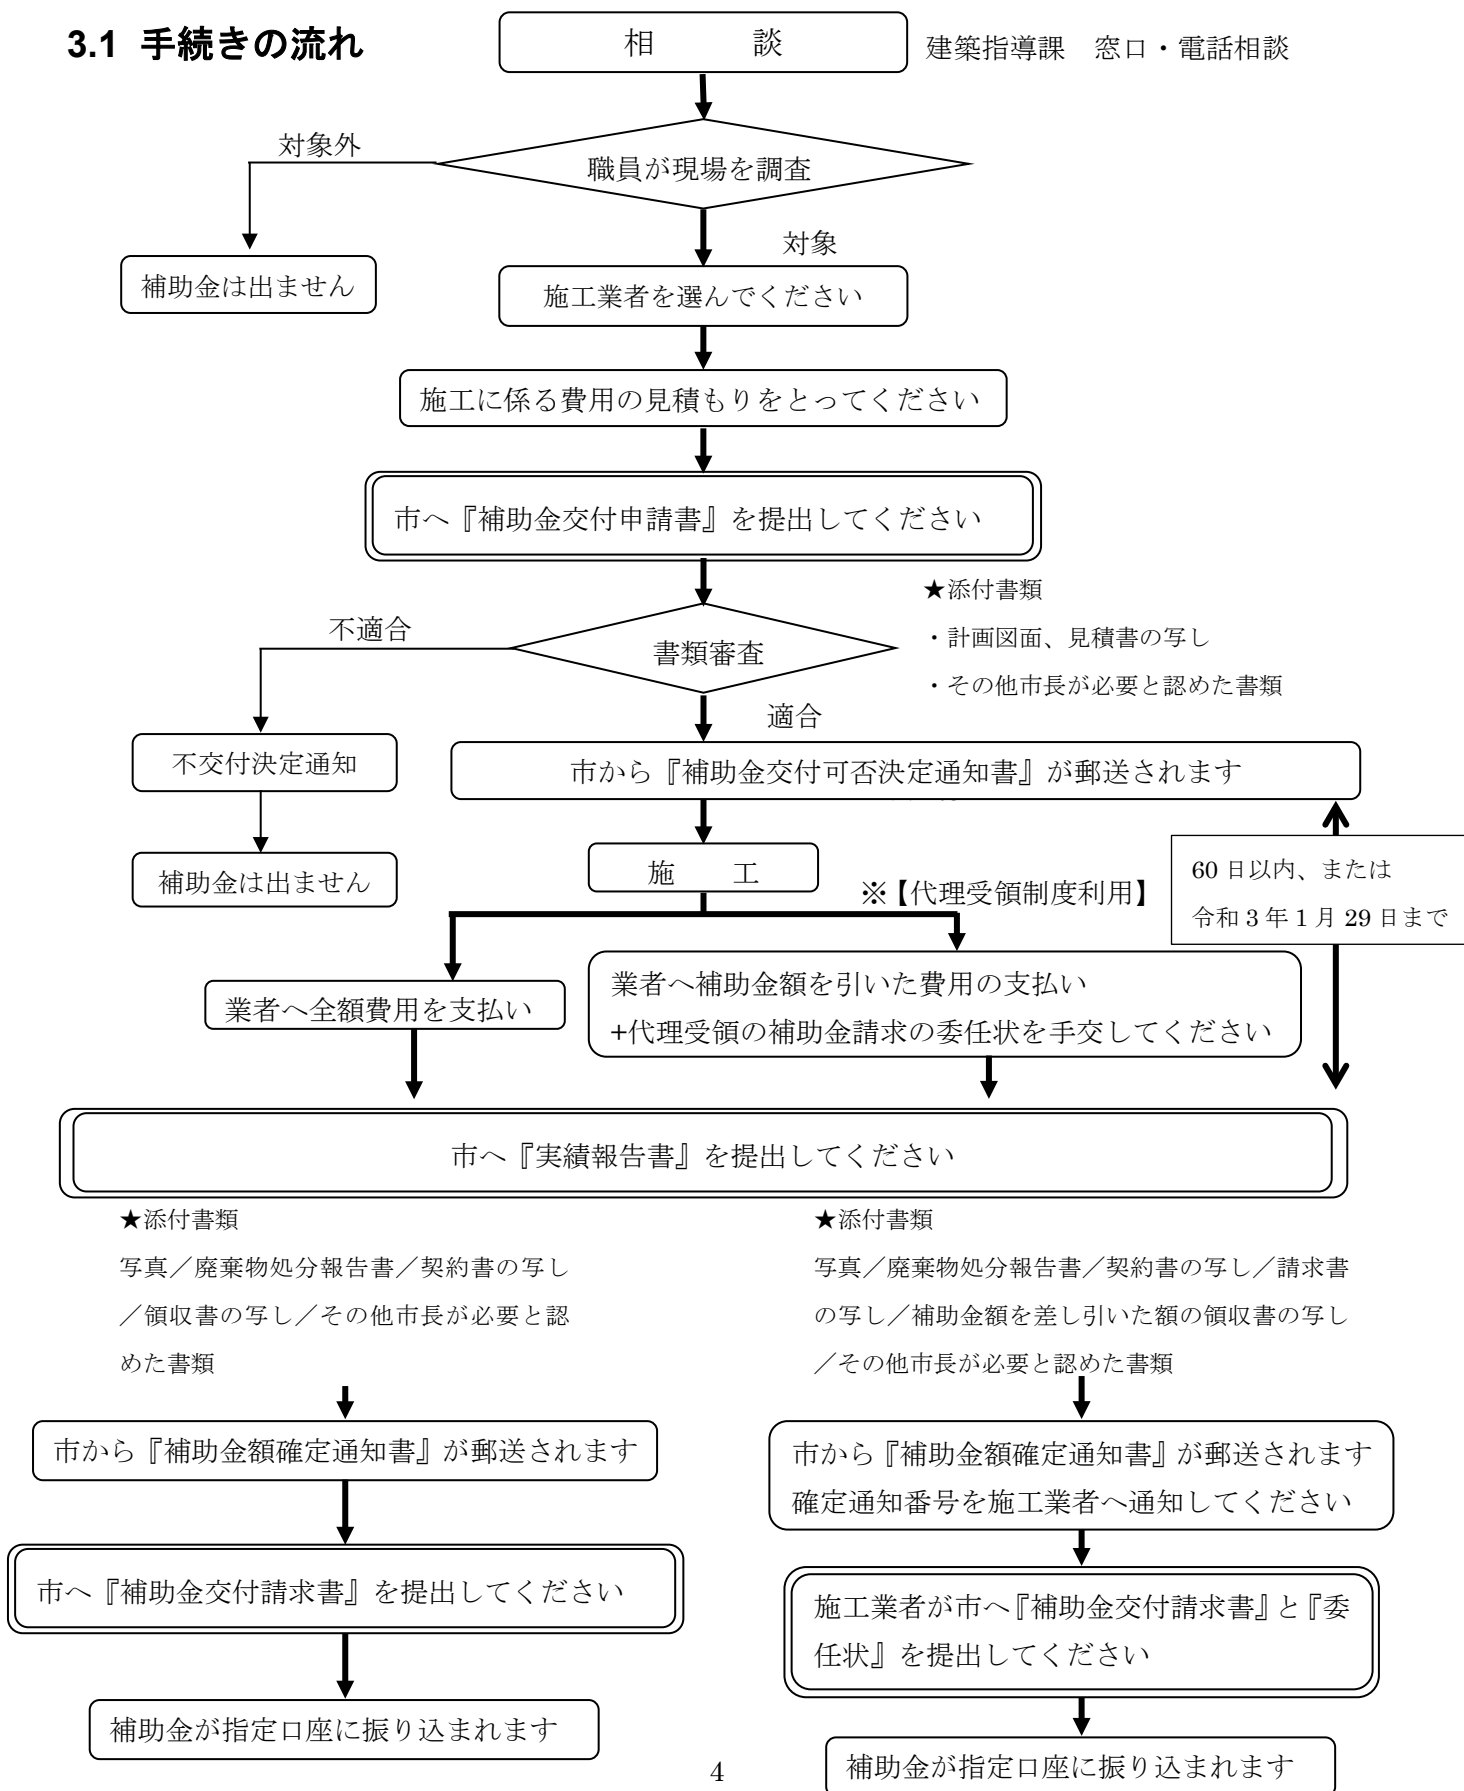 3.1 手続きの流れ
相　　談
建築指導課　窓口・電話相談
対象外
職員が現場を調査
対象
補助金は出ません
施工業者を選んでください
施工に係る費用の見積もりをとってください
市へ『補助金交付申請書』を提出してください
★添付書類
・計画図面、見積書の写し
・その他市長が必要と認めた書類
不適合
書類審査
適合
不交付決定通知
市から『補助金交付可否決定通知書』が郵送されます
補助金は出ません
施　工
※【代理受領制度利用】
60日以内、または
令和3年1月29日まで
業者へ全額費用を支払い
業者へ補助金額を引いた費用の支払い
+代理受領の補助金請求の委任状を手交してください
市へ『実績報告書』を提出してください
★添付書類
写真／廃棄物処分報告書／契約書の写し
／領収書の写し／その他市長が必要と認
めた書類
★添付書類
写真／廃棄物処分報告書／契約書の写し／請求書
の写し／補助金額を差し引いた額の領収書の写し
／その他市長が必要と認めた書類
市から『補助金額確定通知書』が郵送されます
市へ『補助金交付請求書』を提出してください
補助金が指定口座に振り込まれます
市から『補助金額確定通知書』が郵送されます
確定通知番号を施工業者へ通知してください
施工業者が市へ『補助金交付請求書』と『委
任状』を提出してください
補助金が指定口座に振り込まれます
4